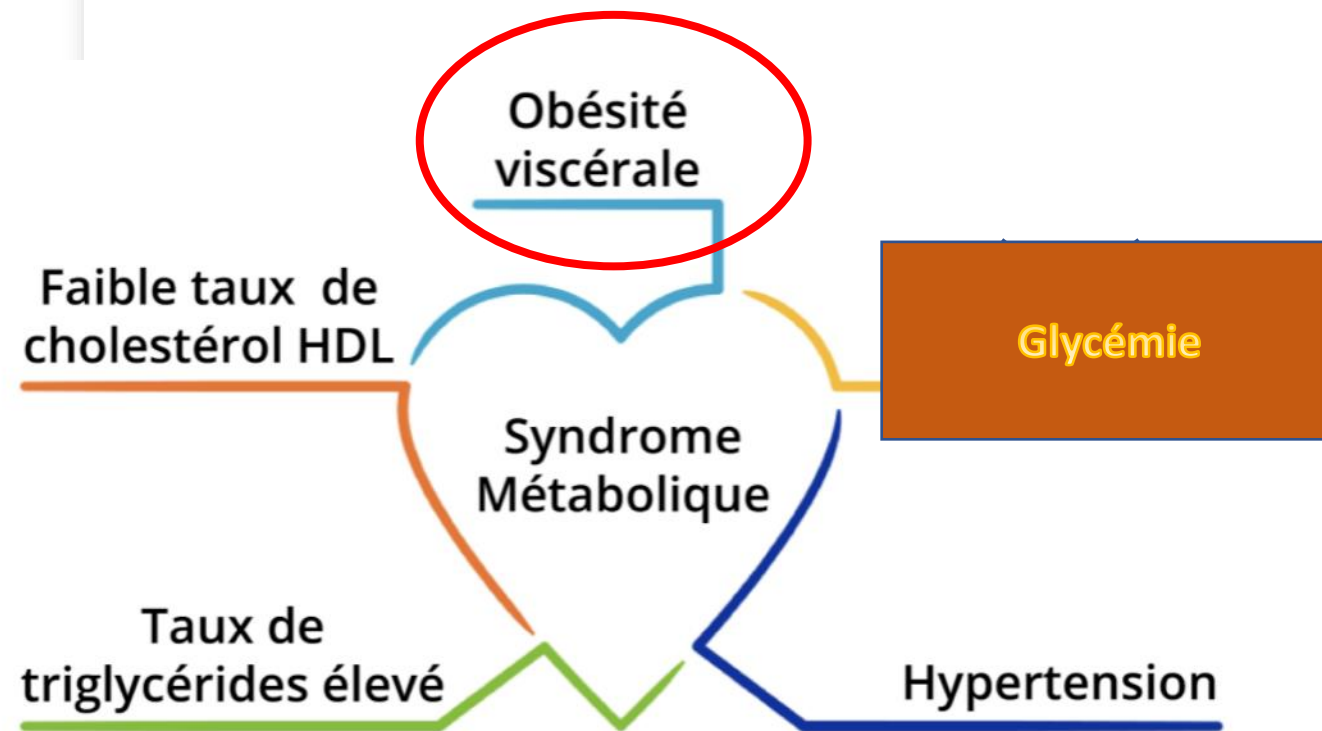 Obésité
viscérale
Faible taux de
cholestérol HDL
Glycémie
Syndrome
Métabolique
Taux de
triglycérides élevé
Hypertension